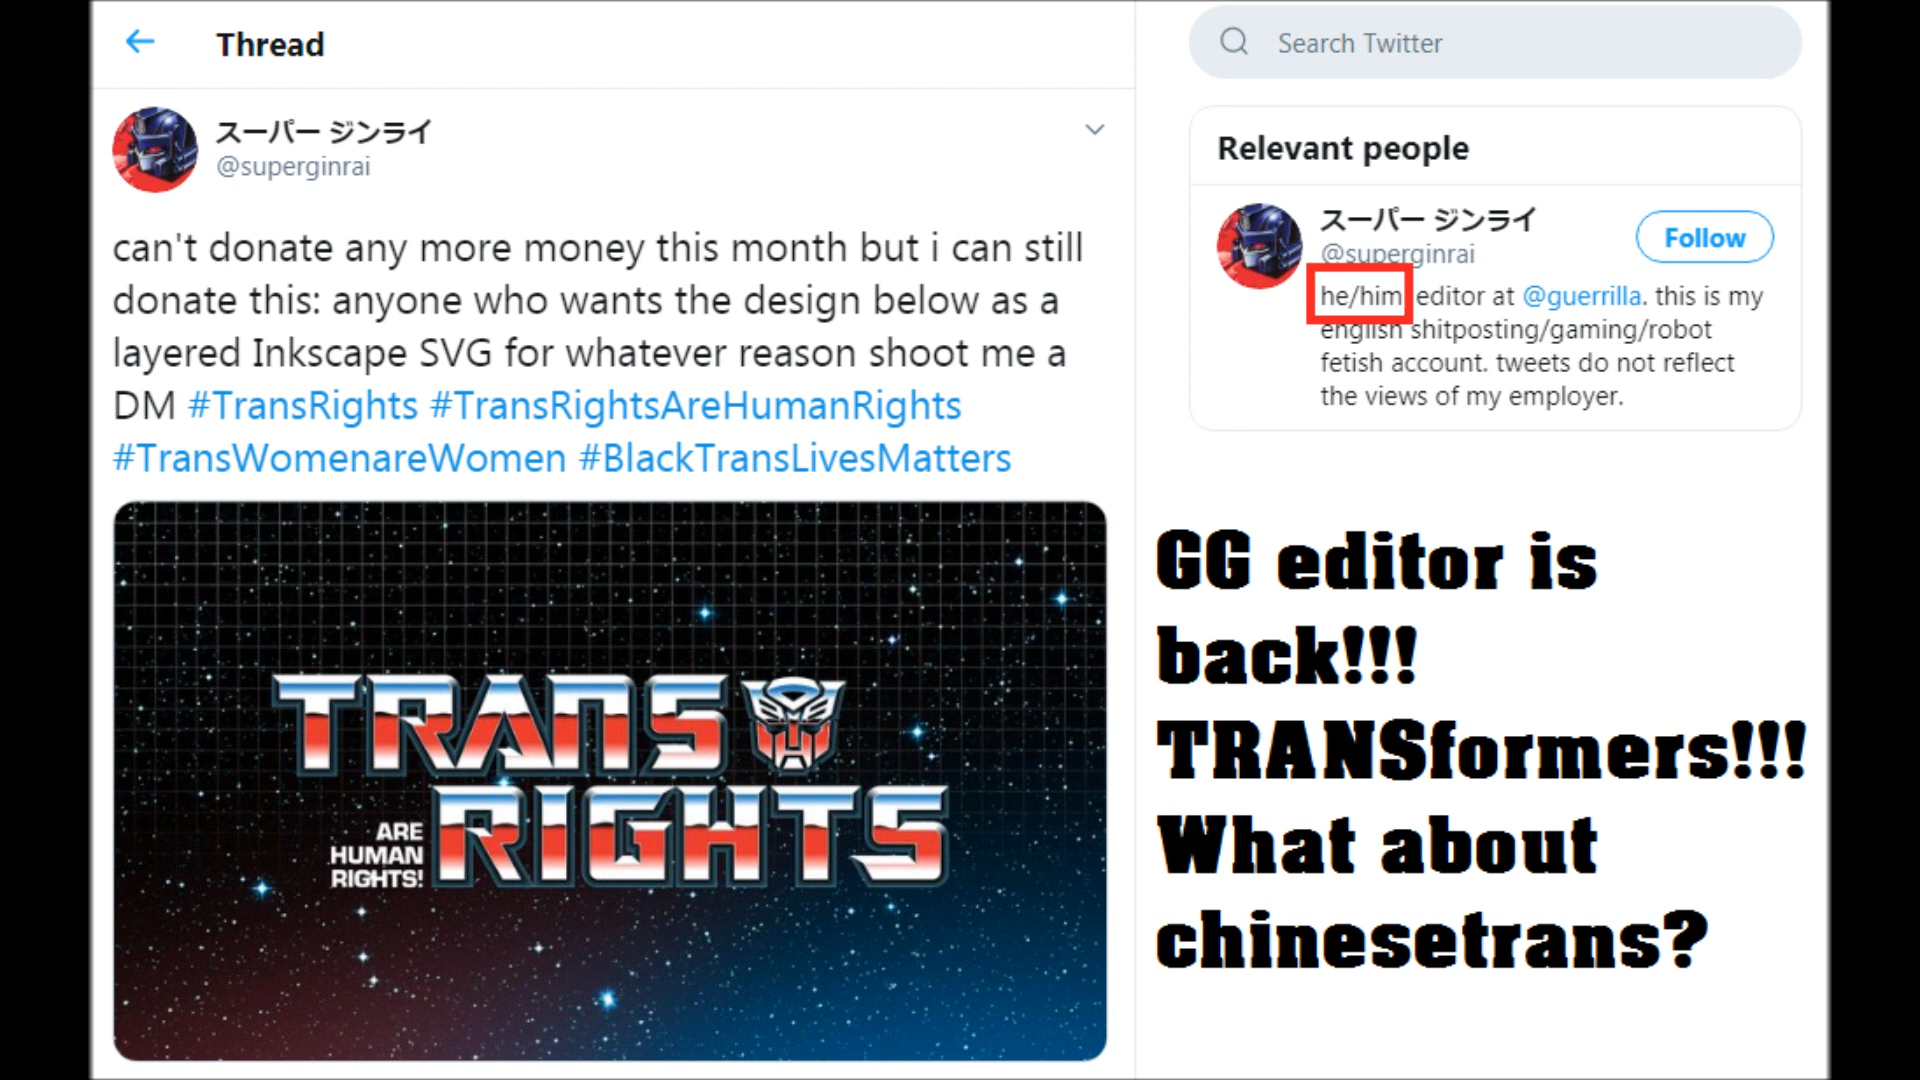 Thread
スーパー ジンライ
@superginrai
can't donate any more money this month but i can still
donate this: anyone who wants the design below as a
layered Inkscape SVG for whatever reason shoot me a
DM #TransRights #TransRightsAreHumanRights
#TransWomenareWomen #BlackTransLivesMatters
TRANS
ARE
HUMAN
RIGHTS!
RIGHTS
Search Twitter
Relevant people
スーパー ジンライ
@superginrai
Follow
he/him editor at @guerrilla. this is my
english shitposting/gaming/robot
fetish account. tweets do not reflect
the views of my employer.
GG editor is
back!!!
TRANSformers!!!
What about
chinesetrans?